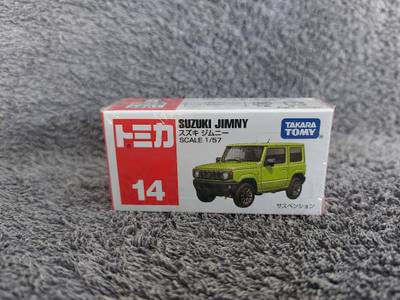 トミカ
14
SUZUKI JIMNY
スズキ ジムニー
SCALE 1/57
TAKARA
TOMY
サスペンション